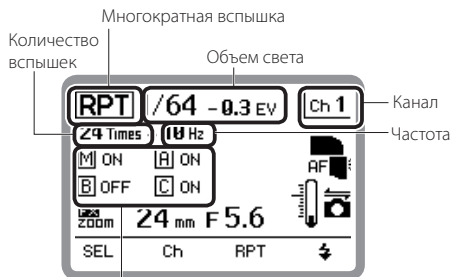 Многократная вспышка
Количество вспышек
Объем света
RPT /64 -0.3 EV Ch 1
Канал
24 Times 10 Hz
Частота
M ON A ON
AF
B OFF C ON
FX
Zoom 24 mm F 5.6
SEL Ch RPT